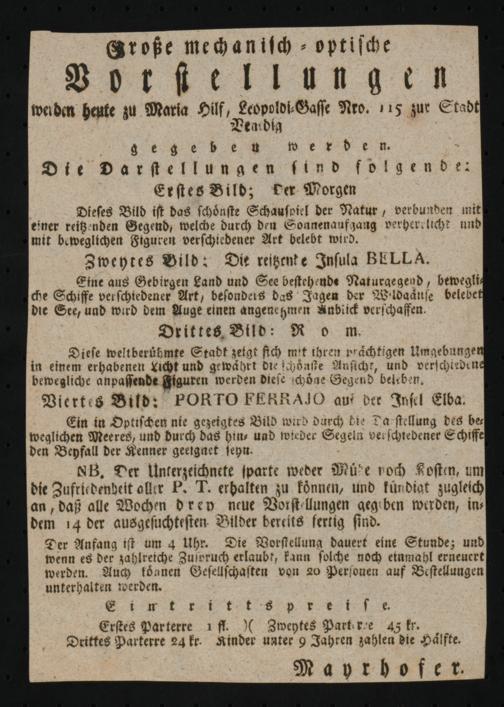 Große mechanisch-optische
Vorstellungen
werden heute zu Maria Hilf, Leopoldi-Gasse Nro. 115 zur Stadt
Venedig
gegeben werden.
Die Darstellungen sind folgende:
Erstes Bild; Der Morgen
Dieses Bild ist das schönste Schauspiel der Natur, verbunden mit
einer reitzenden Gegend, welche durch den Sonnenaufgang verherrlicht und
mit beweglichen Figuren verschiedener Art belebt wird.
Zweytes Bild: Die reitzende Insula BELLA.
Eine aus Gebirgen Land und See bestehende Naturgegend, bewegli-
che Schiffe verschiedener Art, besonders das Jagen der Wildgänse belebet
die See, und wird dem Auge einen angenehmen Anblick verschaffen.
Drittes Bild: Rom.
Diese weltberühmte Stadt zeigt sich mit ihren prächtigen Umgebungen
in einem erhabenen Licht und gewährt die schönste Ansicht, und verschiedene
bewegliche anpassende Figuren werden diese schöne Gegend beleben.
Viertes Bild: PORTO FERRAJO auf der Insel Elba.
Ein in Optischen nie gezeigtes Bild wird durch die Darstellung des be-
weglichen Meeres, und durch das hin- und wieder Segeln verschiedener Schiffe
den Beyfall der Kenner geeignet seyn.
NB. Der Unterzeichnete sparte weder Mühe noch Kosten, um
die Zufriedenheit aller P. T. erhalten zu können, und kündigt zugleich
an, daß alle Wochen drey neue Vorstellungen gegeben werden, in-
dem 14 der ausgesuchtesten Bilder bereits fertig sind.
Der Anfang ist um 4 Uhr. Die Vorstellung dauert eine Stunde; und
wenn es der zahlreiche Zuspruch erlaubt, kann solche noch einmahl erneuert
werden. Auch können Gesellschaften von 20 Personen auf Bestellungen
unterhalten werden.
Eintrittspreise.
Erstes Parterre 1 fl. )( Zweytes Parterre 45 kr.
Drittes Parterre 24 kr. Kinder unter 9 Jahren zahlen die Hälfte.
Mayrhofer.